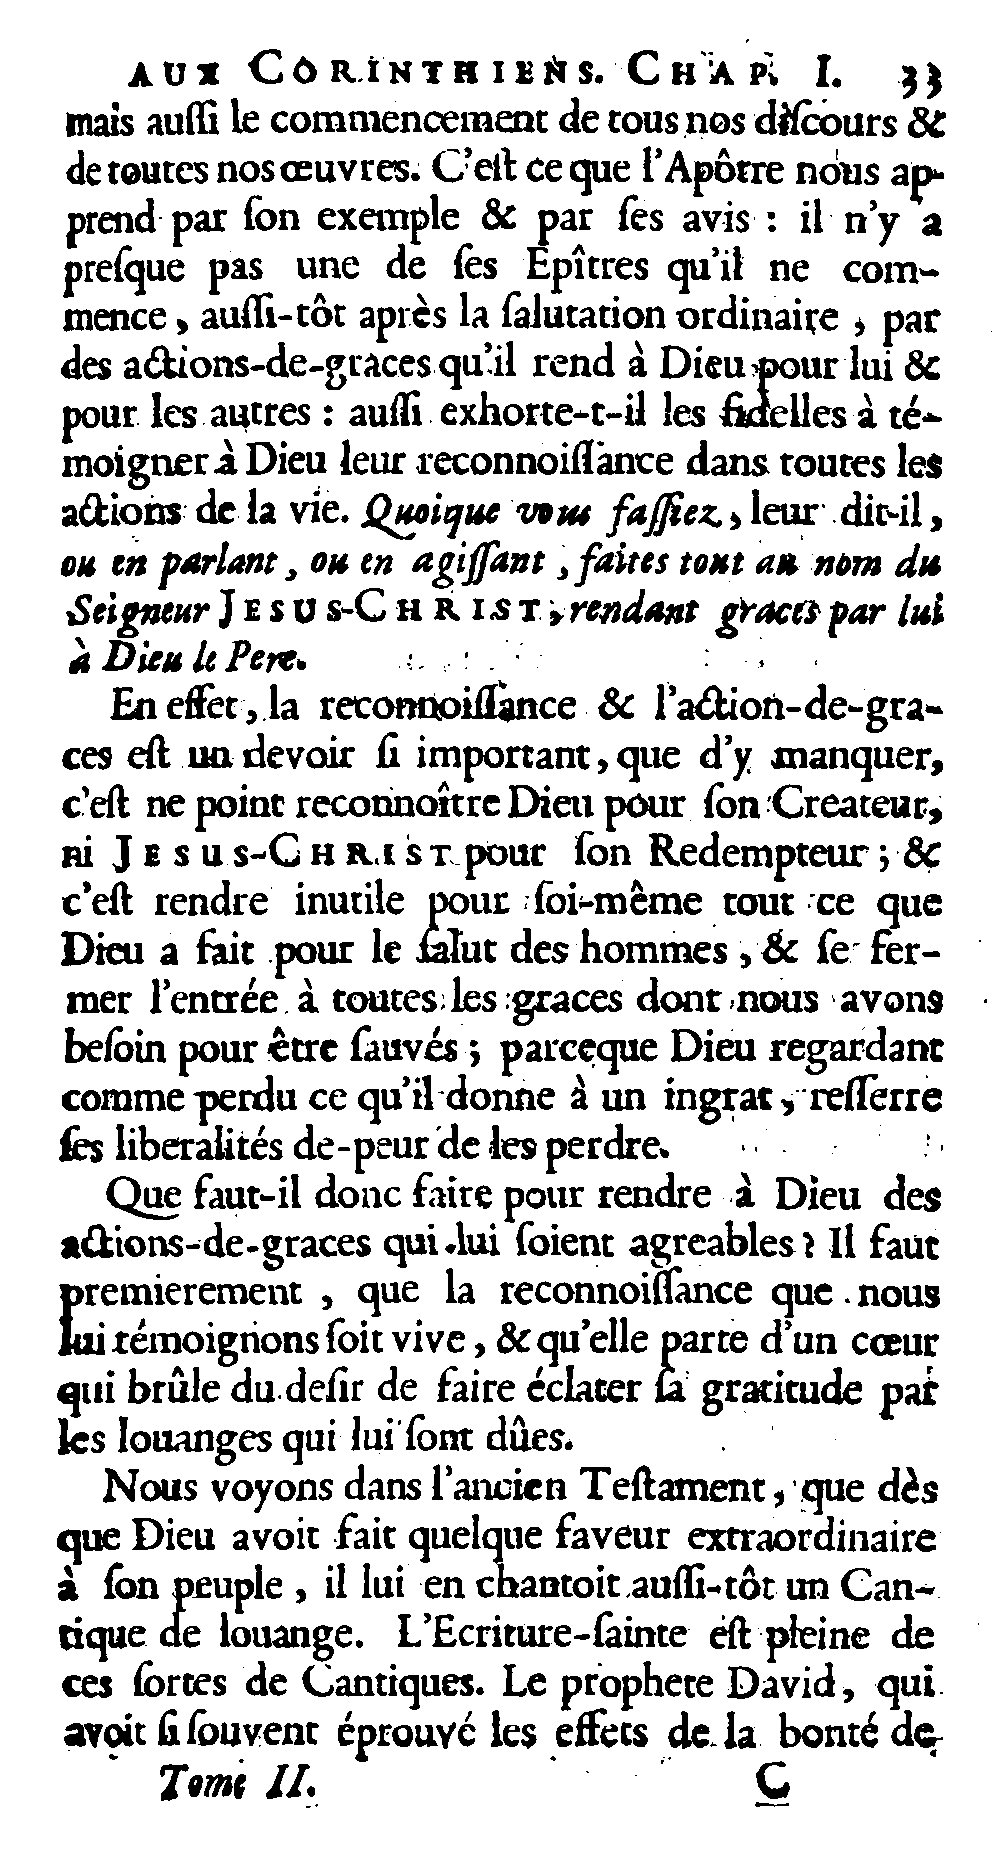 AUX CORINTHIENS. CHAP. I. 33
mais auſſi le commencement de tous nos diſcours &
de toutes nos œuvres. C'eſt ce que l'Apôtre nous ap-
prend par ſon exemple & par ſes avis : il n'y a
preſque pas une de ſes Epîtres qu'il ne com-
mence, auſſi-tôt après la ſalutation ordinaire, par
des actions-de-graces qu'il rend à Dieu pour lui &
pour les autres : auſſi exhorte-t-il les fidelles à té-
moigner à Dieu leur reconnoiſſance dans toutes les
actions de la vie. Quoique vous faſſiez, leur dit-il,
ou en parlant, ou en agiſſant, faites tout au nom du
Seigneur JESUS-CHRIST, rendant graces par lui
à Dieu le Pere.
En effet, la reconnoiſſance & l'action-de-gra-
ces eſt un devoir ſi important, que d'y manquer,
c'eſt ne point reconnoître Dieu pour ſon Createur,
ni JESUS-CHRIST pour ſon Redempteur ; &
c'eſt rendre inutile pour ſoi-même tout ce que
Dieu a fait pour le ſalut des hommes, & ſe fer-
mer l'entrée à toutes les graces dont nous avons
beſoin pour être ſauvés ; parceque Dieu regardant
comme perdu ce qu'il donne à un ingrat, reſſerre
ſes liberalités de-peur de les perdre.
Que faut-il donc faire pour rendre à Dieu des
actions-de-graces qui lui ſoient agreables ? Il faut
premierement, que la reconnoiſſance que nous
lui témoignons ſoit vive, & qu'elle parte d'un cœur
qui brûle du deſir de faire éclater ſa gratitude par
les louanges qui lui ſont dûes.
Nous voyons dans l'ancien Teſtament, que dès
que Dieu avoit fait quelque faveur extraordinaire
à ſon peuple, il lui en chantoit auſſi-tôt un Can-
tique de louange. L'Ecriture-ſainte eſt pleine de
ces ſortes de Cantiques. Le prophete David, qui
avoit ſi ſouvent éprouvé les effets de la bonté de
Tome II. C